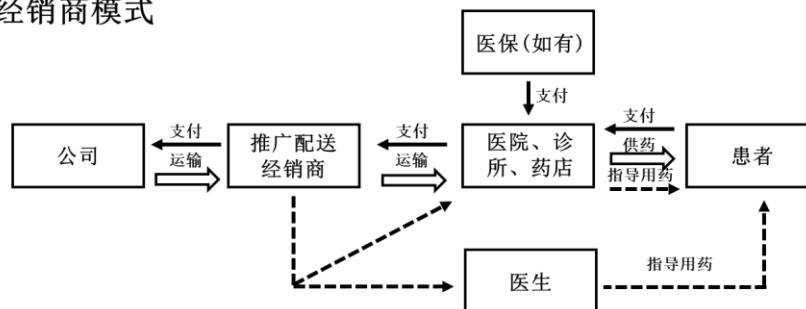 经销商模式
医保(如有)
支付
公司
支付
运输
推广配送
经销商
支付
运输
医院、诊
所、药店
支付
供药
指导用药
患者
医生
指导用药